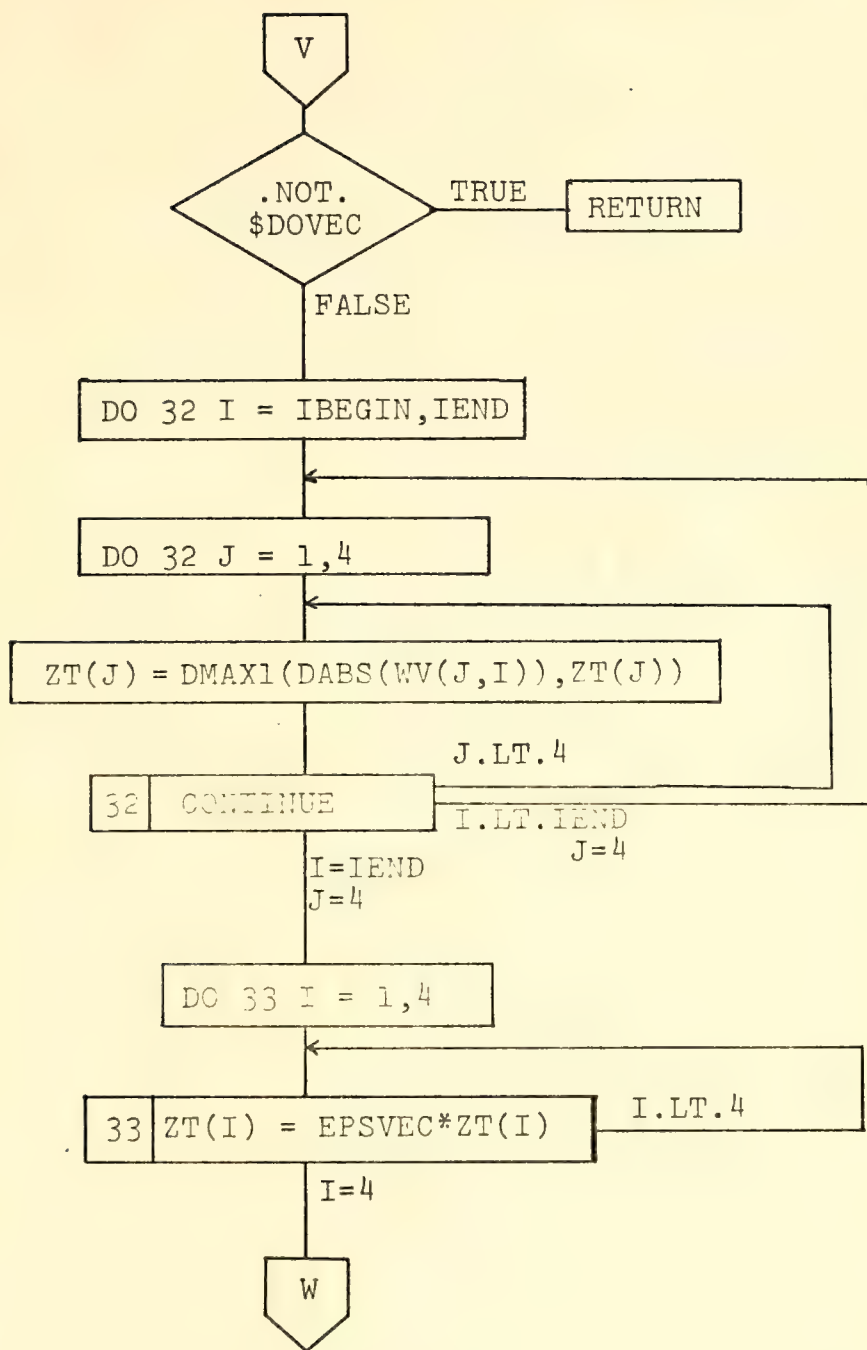 V
.NOT.
$DOVEC
TRUE
RETURN
FALSE
DO 32 I = IBEGIN,IEND
DO 32 J = 1,4
ZT(J) = DMAX1(DABS(WV(J,I)),ZT(J))
J.LT.4
32 CONTINUE
I.LT.IEND
J=4
I=IEND
J=4
DO 33 I = 1,4
33 ZT(I) = EPSVEC*ZT(I)
I.LT.4
I=4
W